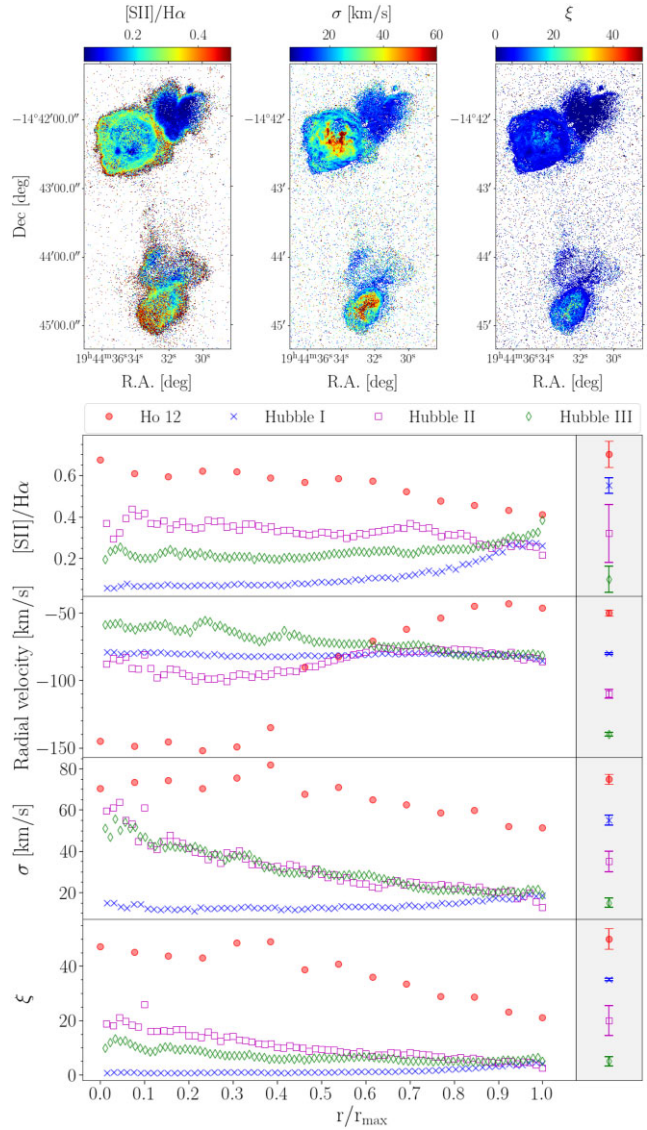 [SII]/Hα σ [km/s] ξ
0.2 0.4 20 40 60 0 20 40
−14°42′00.00″ −14°42′ −14°42′
43′00.00″ 43′ 43′
Dec [deg]
44′00.00″ 44′ 44′
45′00.00″ 45′ 45′
19ʰ44ᵐ36ˢ34ˢ 32ˢ 30ˢ 19ʰ44ᵐ36ˢ34ˢ 32ˢ 30ˢ 19ʰ44ᵐ36ˢ34ˢ 32ˢ 30ˢ
R.A. [deg] R.A. [deg] R.A. [deg]
Ho 12 Hubble I Hubble II Hubble III
[SII]/Hα
0.6
0.4
0.2
Radial velocity [km/s]
−50
−100
−150
σ [km/s]
80
60
40
20
ξ
40
20
0
0.0 0.1 0.2 0.3 0.4 0.5 0.6 0.7 0.8 0.9 1.0
r/rmax